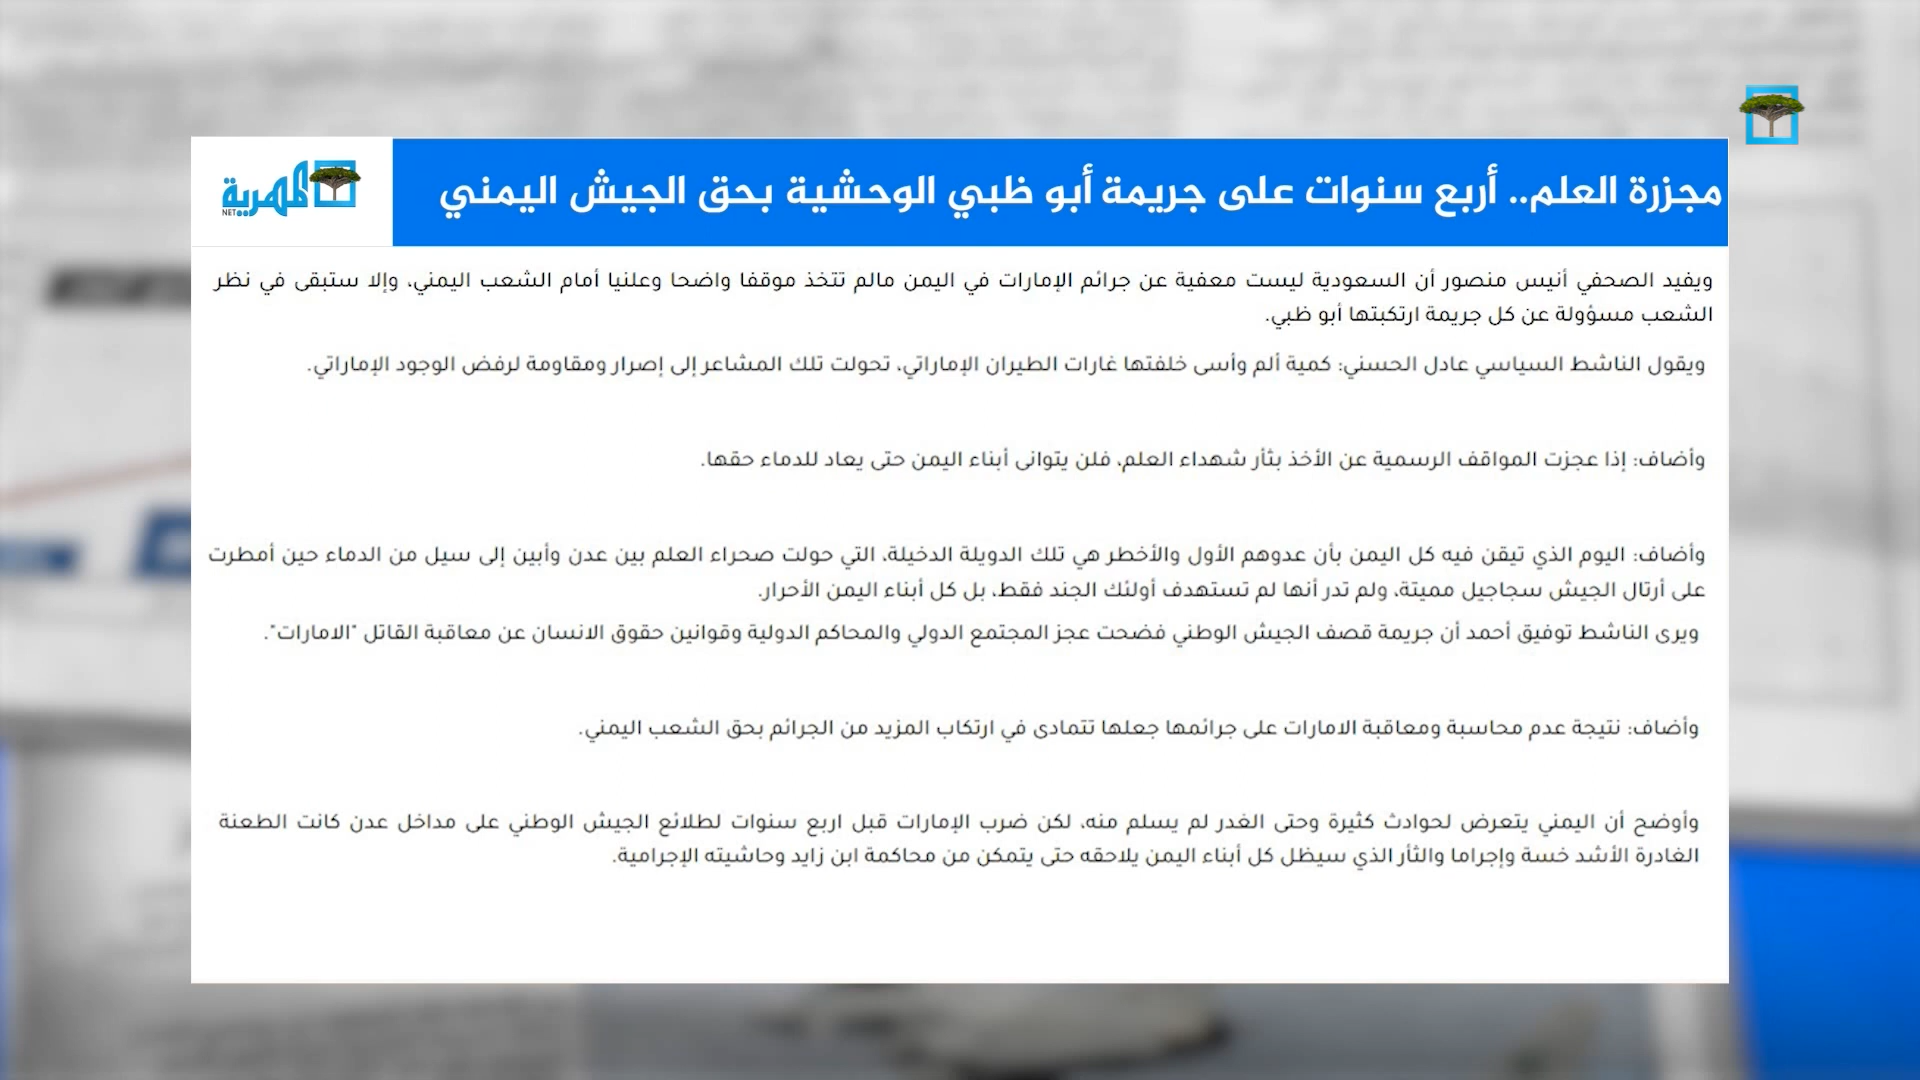 مجزرة العلم.. أربع سنوات على جريمة أبو ظبي الوحشية بحق الجيش اليمني
المهرية
NET
ويفيد الصحفي أنيس منصور أن السعودية ليست معفية عن جرائم الإمارات في اليمن مالم تتخذ موقفا واضحا وعلنيا أمام الشعب اليمني، وإلا ستبقى في نظر
الشعب مسؤولة عن كل جريمة ارتكبتها أبو ظبي.
ويقول الناشط السياسي عادل الحسني: كمية ألم وأسى خلفتها غارات الطيران الإماراتي، تحولت تلك المشاعر إلى إصرار ومقاومة لرفض الوجود الإماراتي.
وأضاف: إذا عجزت المواقف الرسمية عن الأخذ بثأر شهداء العلم، فلن يتوانى أبناء اليمن حتى يعاد للدماء حقها.
وأضاف: اليوم الذي تيقن فيه كل اليمن بأن عدوهم الأول والأخطر هي تلك الدويلة الدخيلة، التي حولت صحراء العلم بين عدن وأبين إلى سيل من الدماء حين أمطرت
على أرتال الجيش سجاجيل مميتة، ولم تدر أنها لم تستهدف أولئك الجند فقط، بل كل أبناء اليمن الأحرار.
ويرى الناشط توفيق أحمد أن جريمة قصف الجيش الوطني فضحت عجز المجتمع الدولي والمحاكم الدولية وقوانين حقوق الانسان عن معاقبة القاتل "الامارات".
وأضاف: نتيجة عدم محاسبة ومعاقبة الامارات على جرائمها جعلها تتمادى في ارتكاب المزيد من الجرائم بحق الشعب اليمني.
وأوضح أن اليمني يتعرض لحوادث كثيرة وحتى الغدر لم يسلم منه، لكن ضرب الإمارات قبل اربع سنوات لطلائع الجيش الوطني على مداخل عدن كانت الطعنة
الغادرة الأشد خسة وإجراما والثأر الذي سيظل كل أبناء اليمن يلاحقه حتى يتمكن من محاكمة ابن زايد وحاشيته الإجرامية.